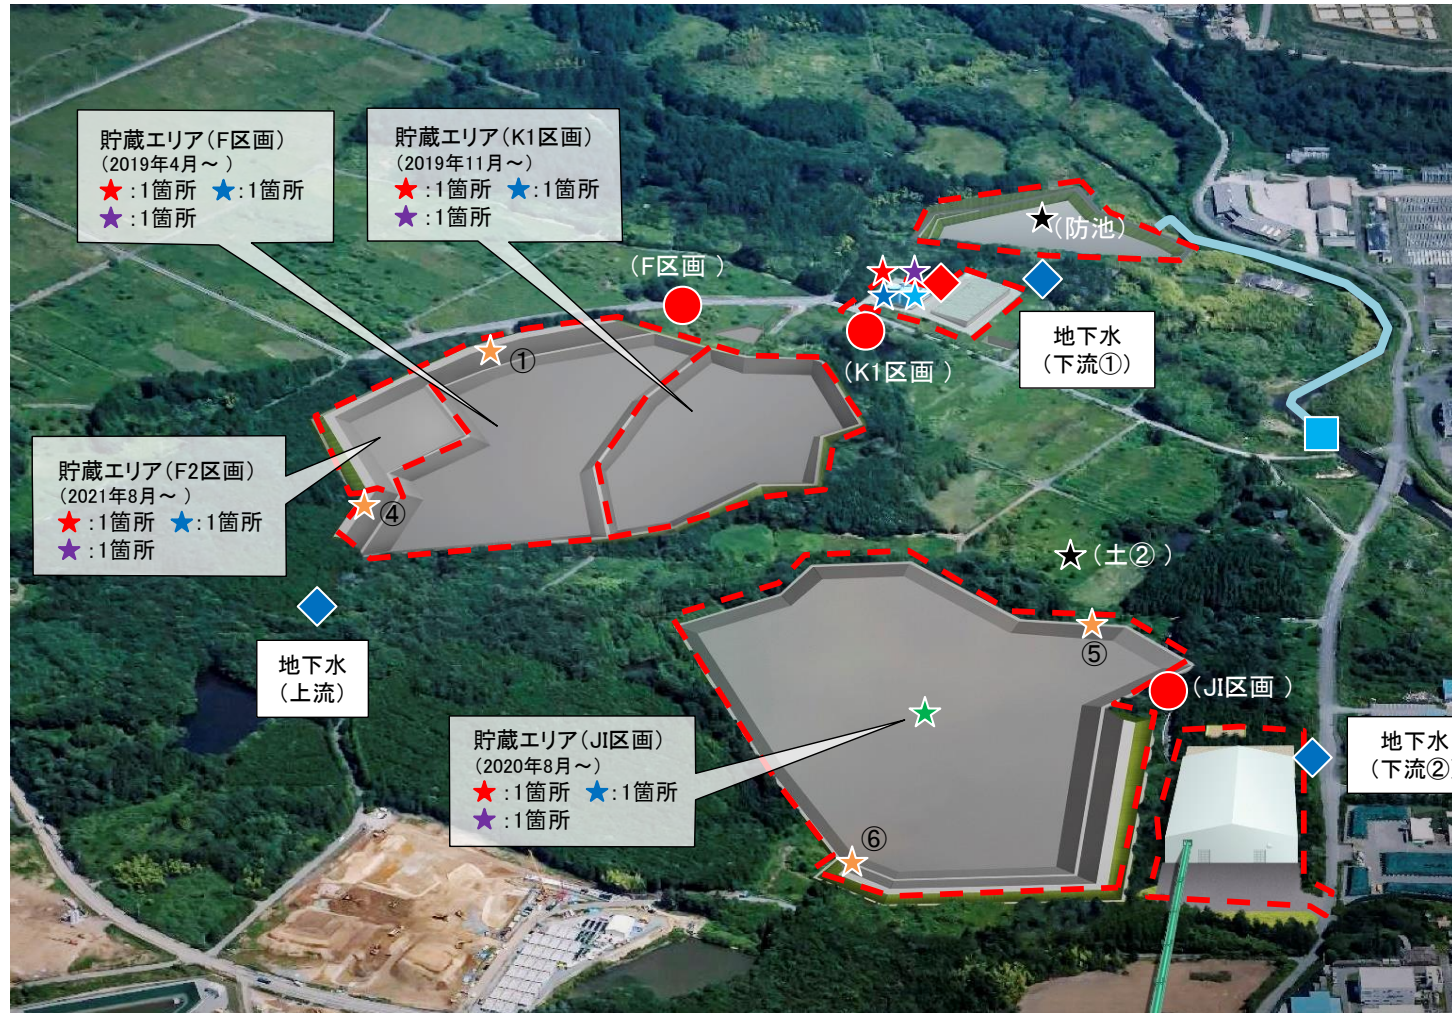 貯蔵エリア(F区画)
(2019年4月~ )
★:1箇所 ★:1箇所
★:1箇所
貯蔵エリア(K1区画)
(2019年11月~)
★:1箇所 ★:1箇所
★:1箇所
(防池)
(F区画 )
地下水
(下流①)
(K1区画 )
①
貯蔵エリア(F2区画)
(2021年8月~ )
★:1箇所 ★:1箇所
★:1箇所
④
(土②)
地下水
(上流)
⑤
(JI区画 )
貯蔵エリア(JI区画)
(2020年8月~)
★:1箇所 ★:1箇所
★:1箇所
地下水
(下流②
⑥